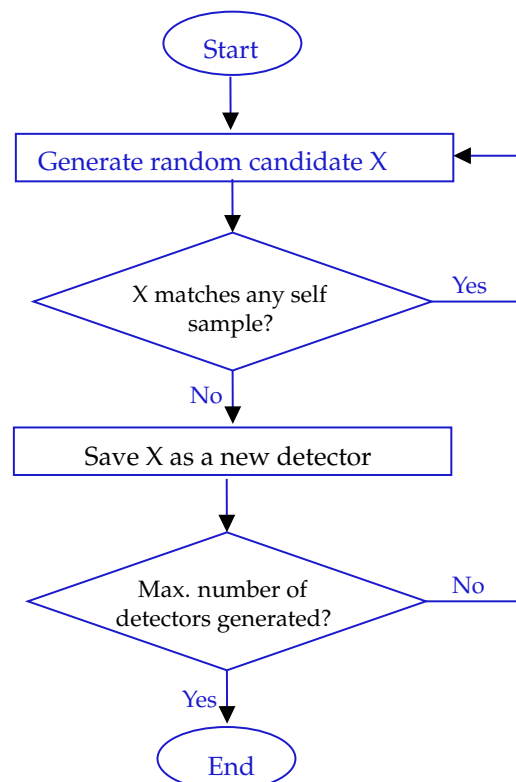 Start
Generate random candidate X
X matches any self
sample?
Yes
No
Save X as a new detector
Max. number of
detectors generated?
No
Yes
End